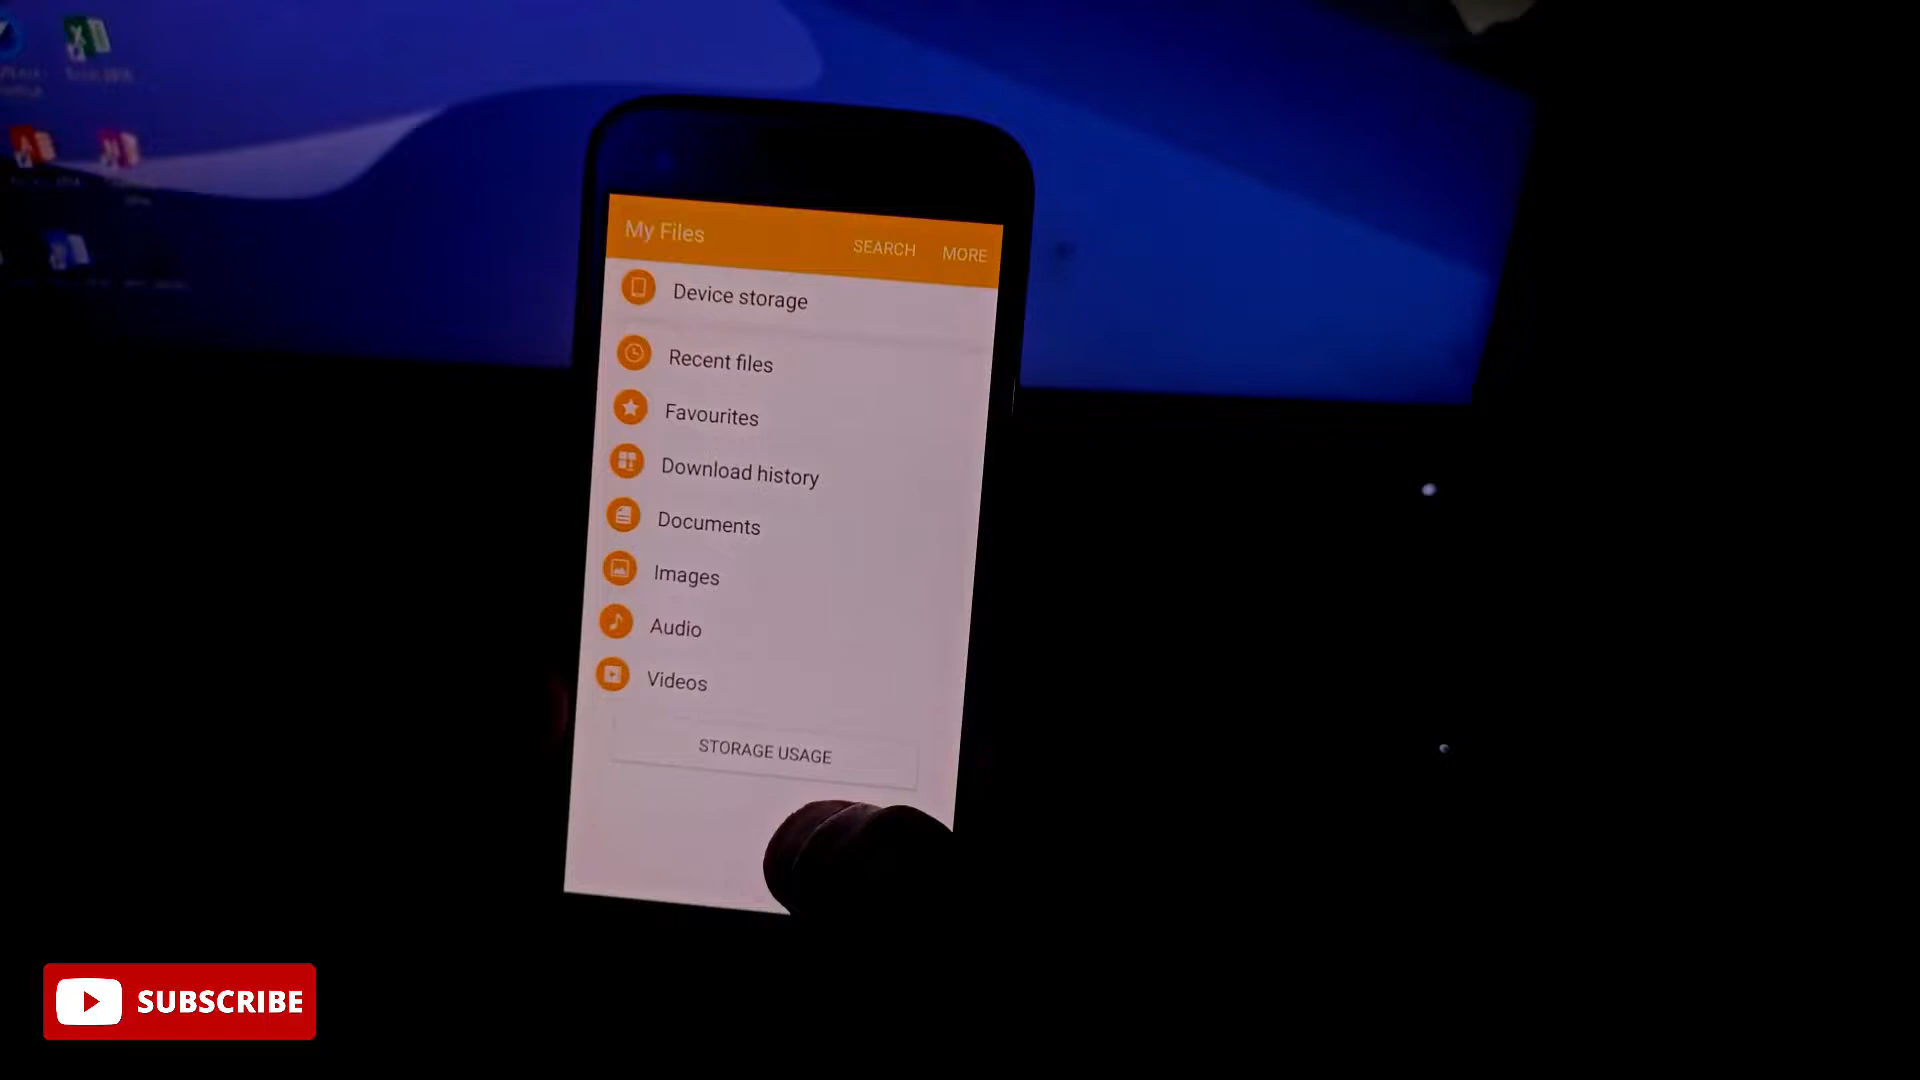 My Files
SEARCH MORE
Device storage
Recent files
Favourites
Download history
Documents
Images
Audio
Videos
STORAGE USAGE
SUBSCRIBE